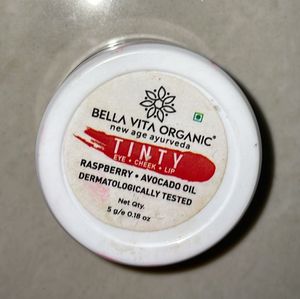 BELLA VITA ORGANIC®
new age ayurveda
TINTY
EYE • CHEEK • LIP
RASPBERRY • AVOCADO OIL
DERMATOLOGICALLY TESTED
Net Qty.
5 g/e 0.18 oz